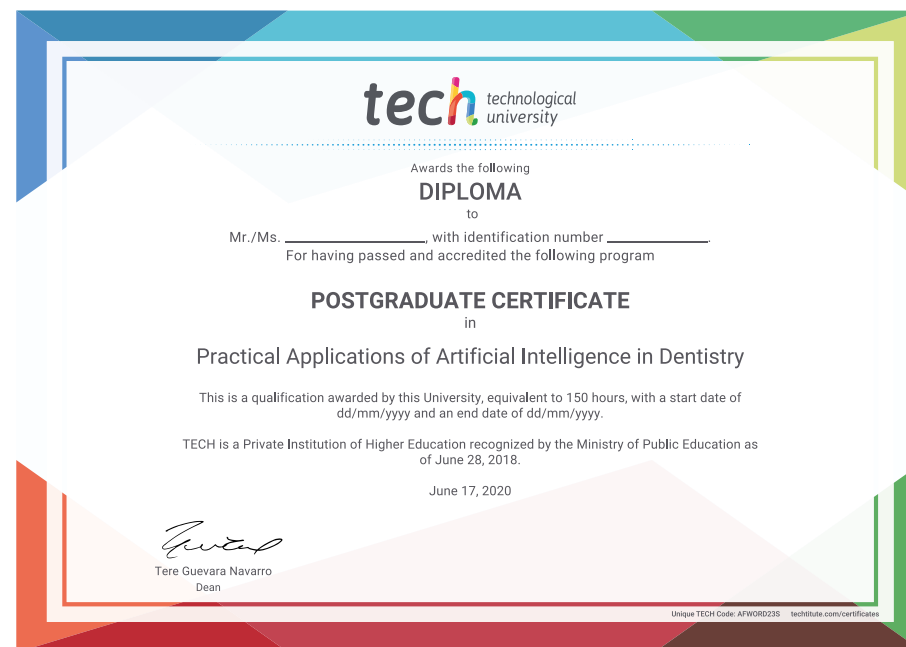 tech technological
university
Awards the following
DIPLOMA
to
Mr./Ms. ____________________, with identification number ______________.
For having passed and accredited the following program
POSTGRADUATE CERTIFICATE
in
Practical Applications of Artificial Intelligence in Dentistry
This is a qualification awarded by this University, equivalent to 150 hours, with a start date of
dd/mm/yyyy and an end date of dd/mm/yyyy.
TECH is a Private Institution of Higher Education recognized by the Ministry of Public Education as
of June 28, 2018.
June 17, 2020
Tere Guevara Navarro
Dean
Unique TECH Code: AFWORD23S techtitute.com/certificates